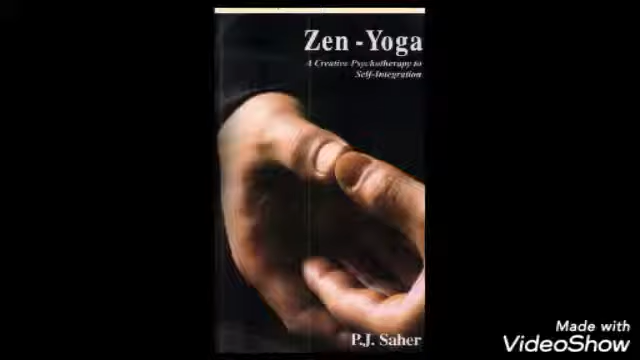 Zen - Yoga
A Creative Psychotherapy to
Self-Integration
P.J. Saher
Made with
VideoShow